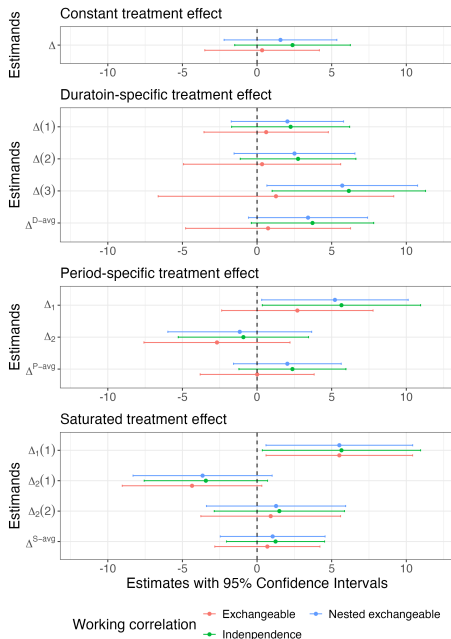 Constant treatment effect
Estimands
Δ
-10 -5 0 5 10
Duratoin-specific treatment effect
Estimands
Δ(1)
Δ(2)
Δ(3)
Δ^D-avg
-10 -5 0 5 10
Period-specific treatment effect
Estimands
Δ₁
Δ₂
Δ^P-avg
-10 -5 0 5 10
Saturated treatment effect
Estimands
Δ₁(1)
Δ₂(1)
Δ₂(2)
Δ^S-avg
-10 -5 0 5 10
Estimates with 95% Confidence Intervals
Working correlation
Exchangeable
Nested exchangeable
Indenpendence